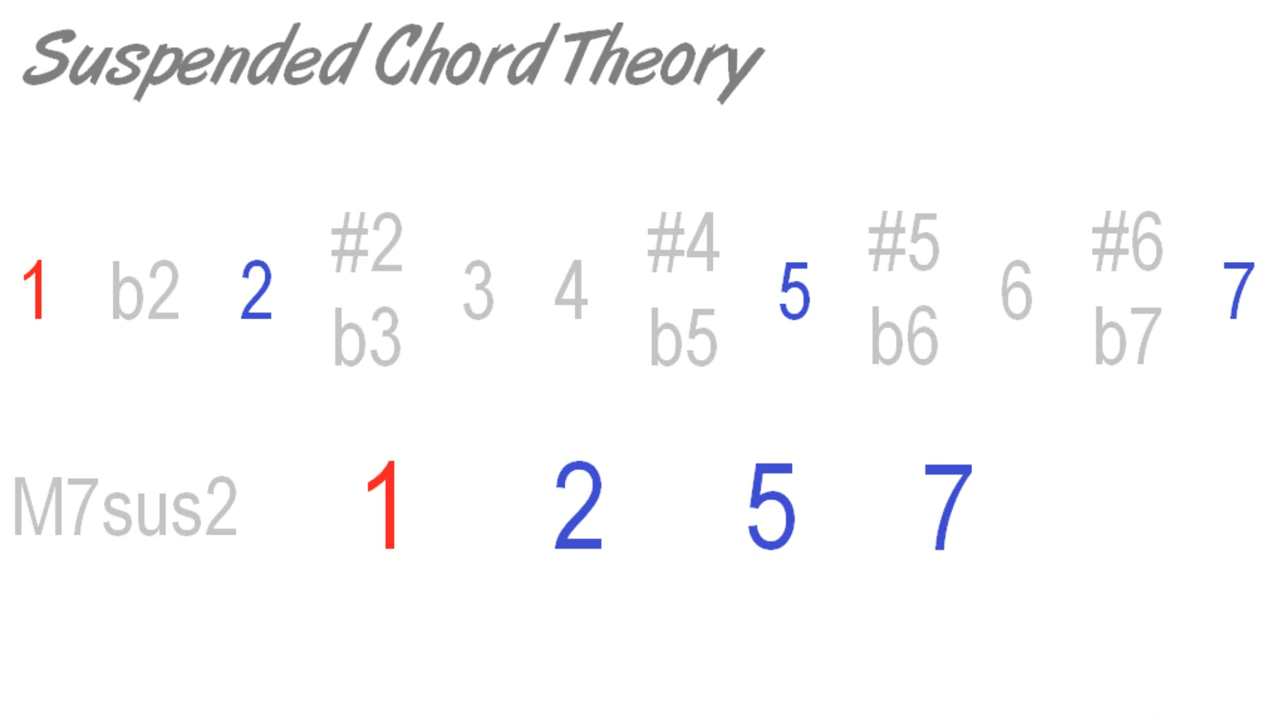 Suspended Chord Theory
#2 #4 #5 #6
1 b2 2 3 4 5 6 7
b3 b5 b6 b7
M7sus2 1 2 5 7